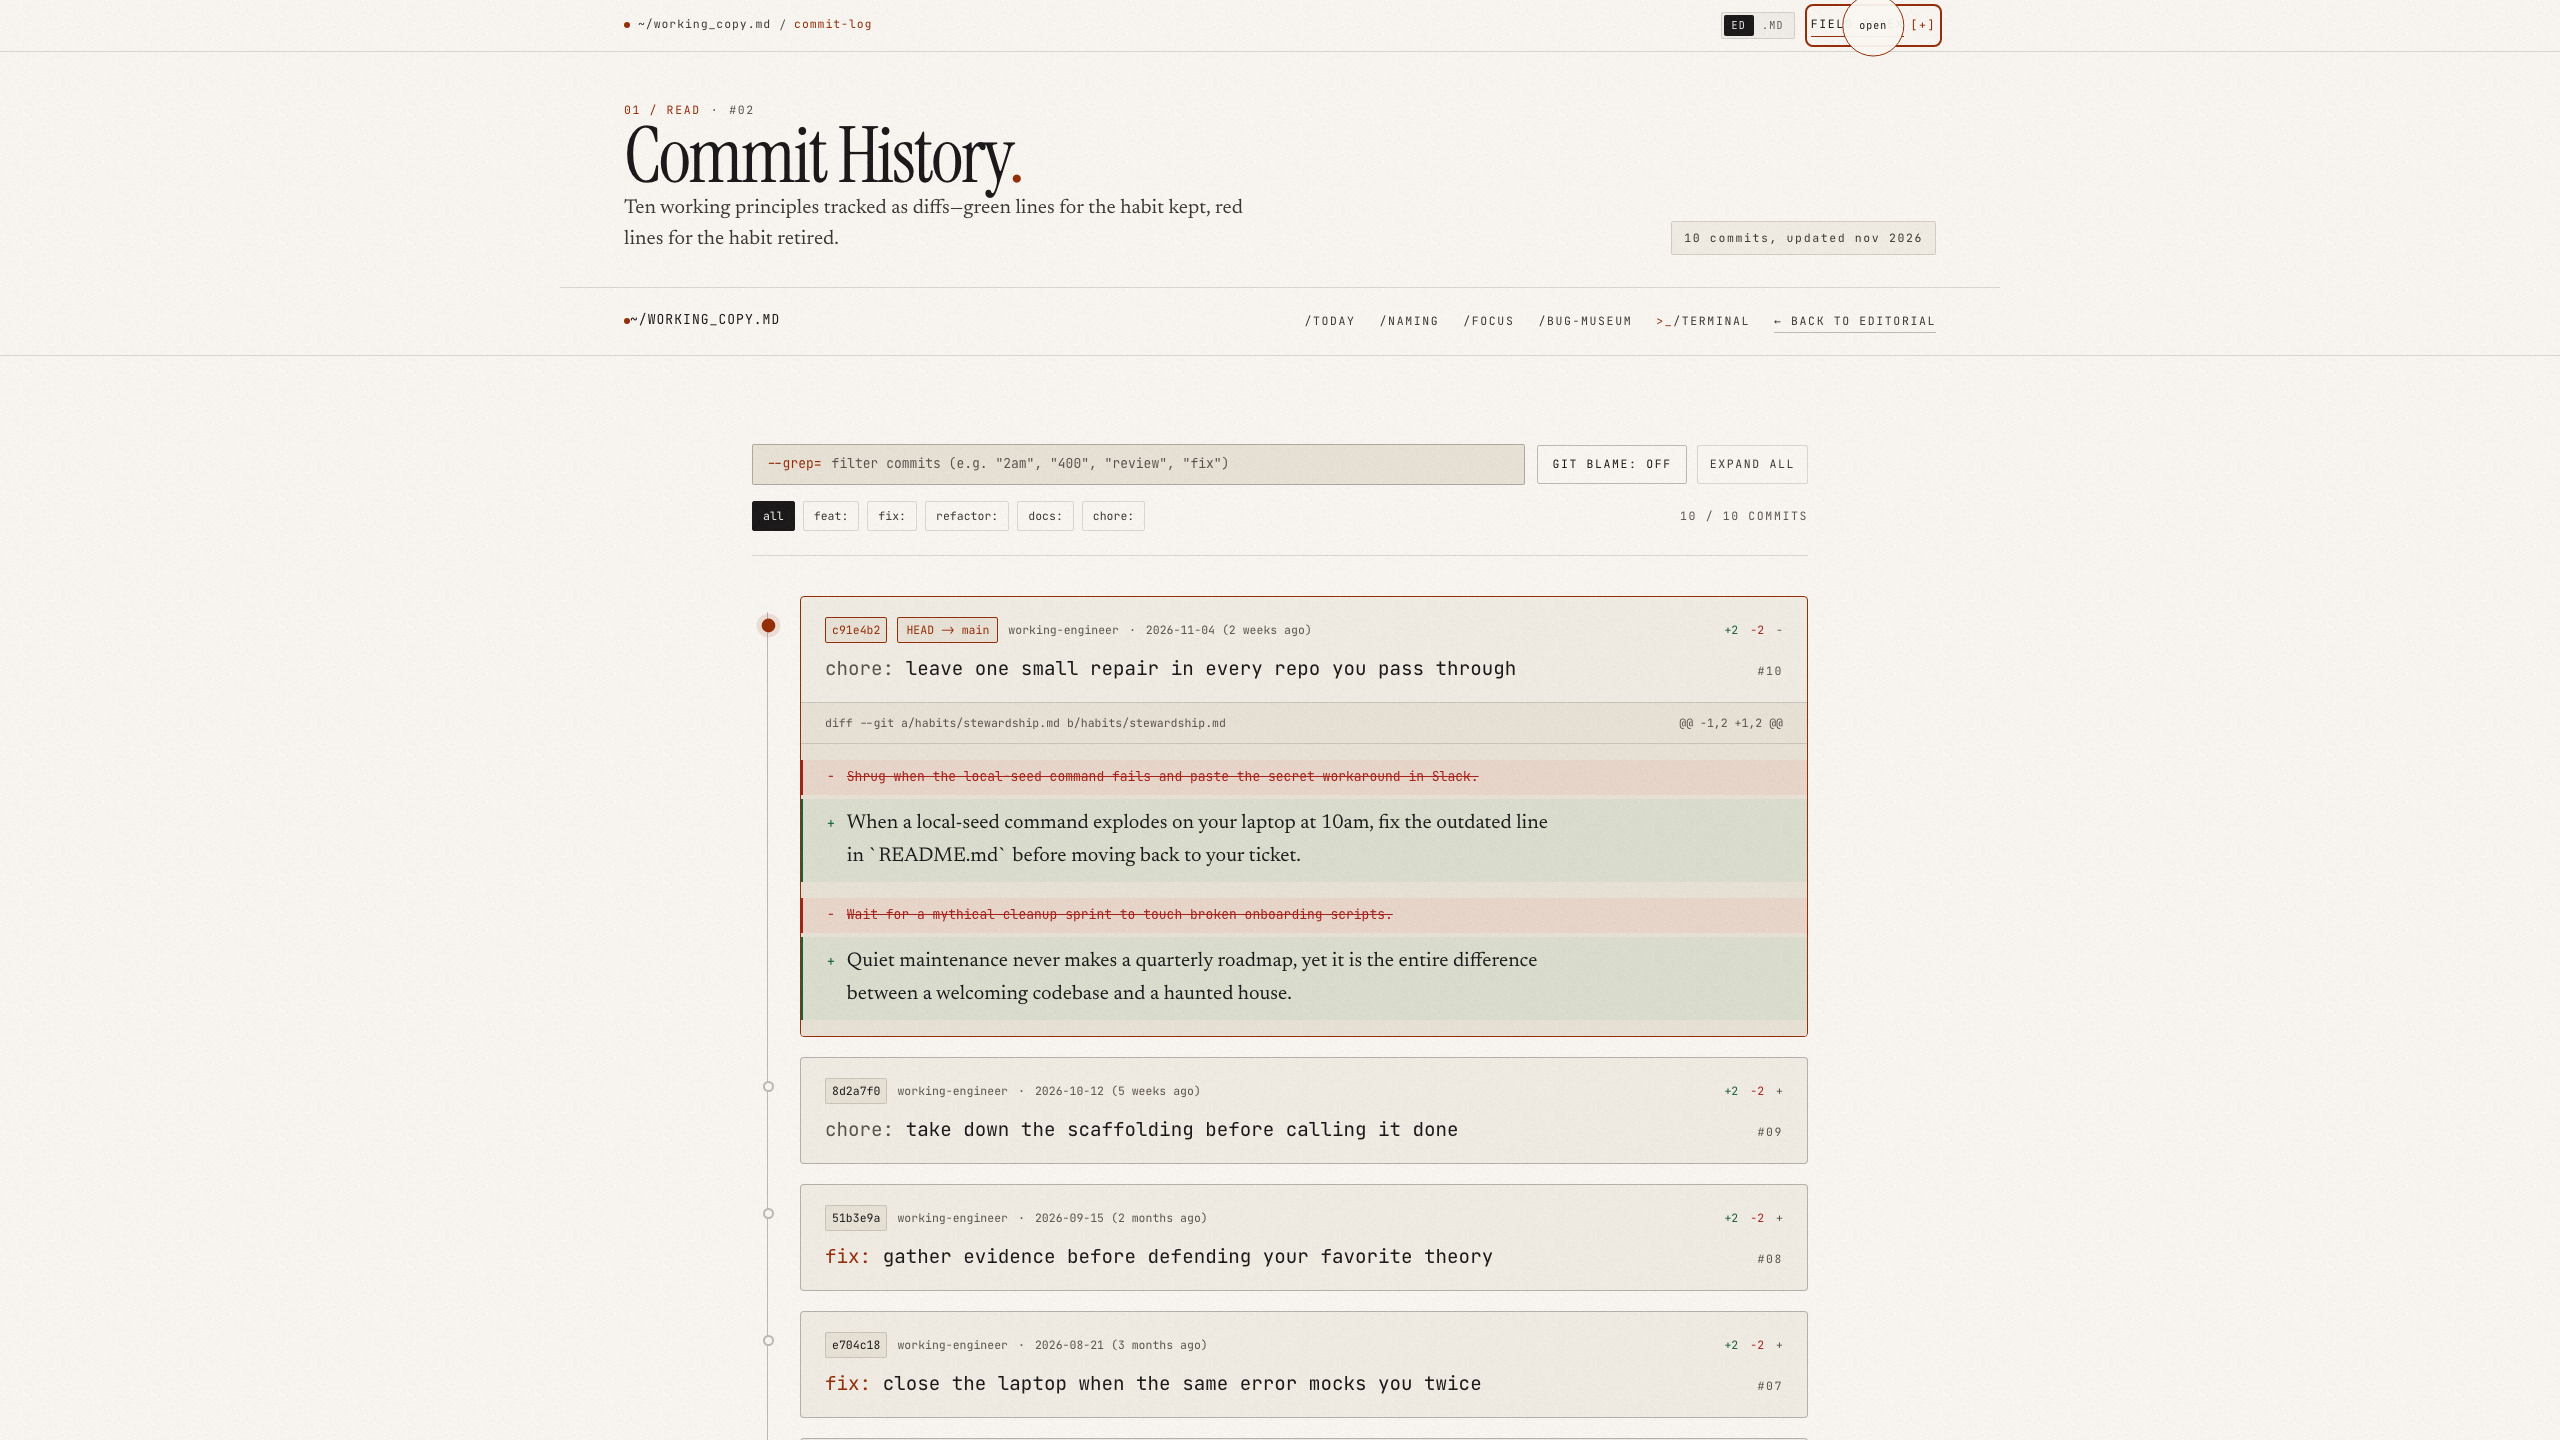 ~/working_copy.md / commit-log
ED .MD
open [+]
01 / READ · #02
Commit History.
Ten working principles tracked as diffs—green lines for the habit kept, red
lines for the habit retired.
10 commits, updated nov 2026
~/WORKING_COPY.MD
/TODAY /NAMING /FOCUS /BUG-MUSEUM >_/TERMINAL ← BACK TO EDITORIAL
--grep= filter commits (e.g. "2am", "400", "review", "fix")
GIT BLAME: OFF
EXPAND ALL
all feat: fix: refactor: docs: chore:
10 / 10 COMMITS
c91e4b2 HEAD → main working-engineer · 2026-11-04 (2 weeks ago) +2 -2 -
chore: leave one small repair in every repo you pass through #10
diff --git a/habits/stewardship.md b/habits/stewardship.md @@ -1,2 +1,2 @@
- Shrug when the local-seed command fails and paste the secret workaround in Slack.
+ When a local-seed command explodes on your laptop at 10am, fix the outdated line
in `README.md` before moving back to your ticket.
- Wait for a mythical cleanup sprint to touch broken onboarding scripts.
+ Quiet maintenance never makes a quarterly roadmap, yet it is the entire difference
between a welcoming codebase and a haunted house.
8d2a7f0 working-engineer · 2026-10-12 (5 weeks ago) +2 -2 +
chore: take down the scaffolding before calling it done #09
51b3e9a working-engineer · 2026-09-15 (2 months ago) +2 -2 +
fix: gather evidence before defending your favorite theory #08
e704c18 working-engineer · 2026-08-21 (3 months ago) +2 -2 +
fix: close the laptop when the same error mocks you twice #07